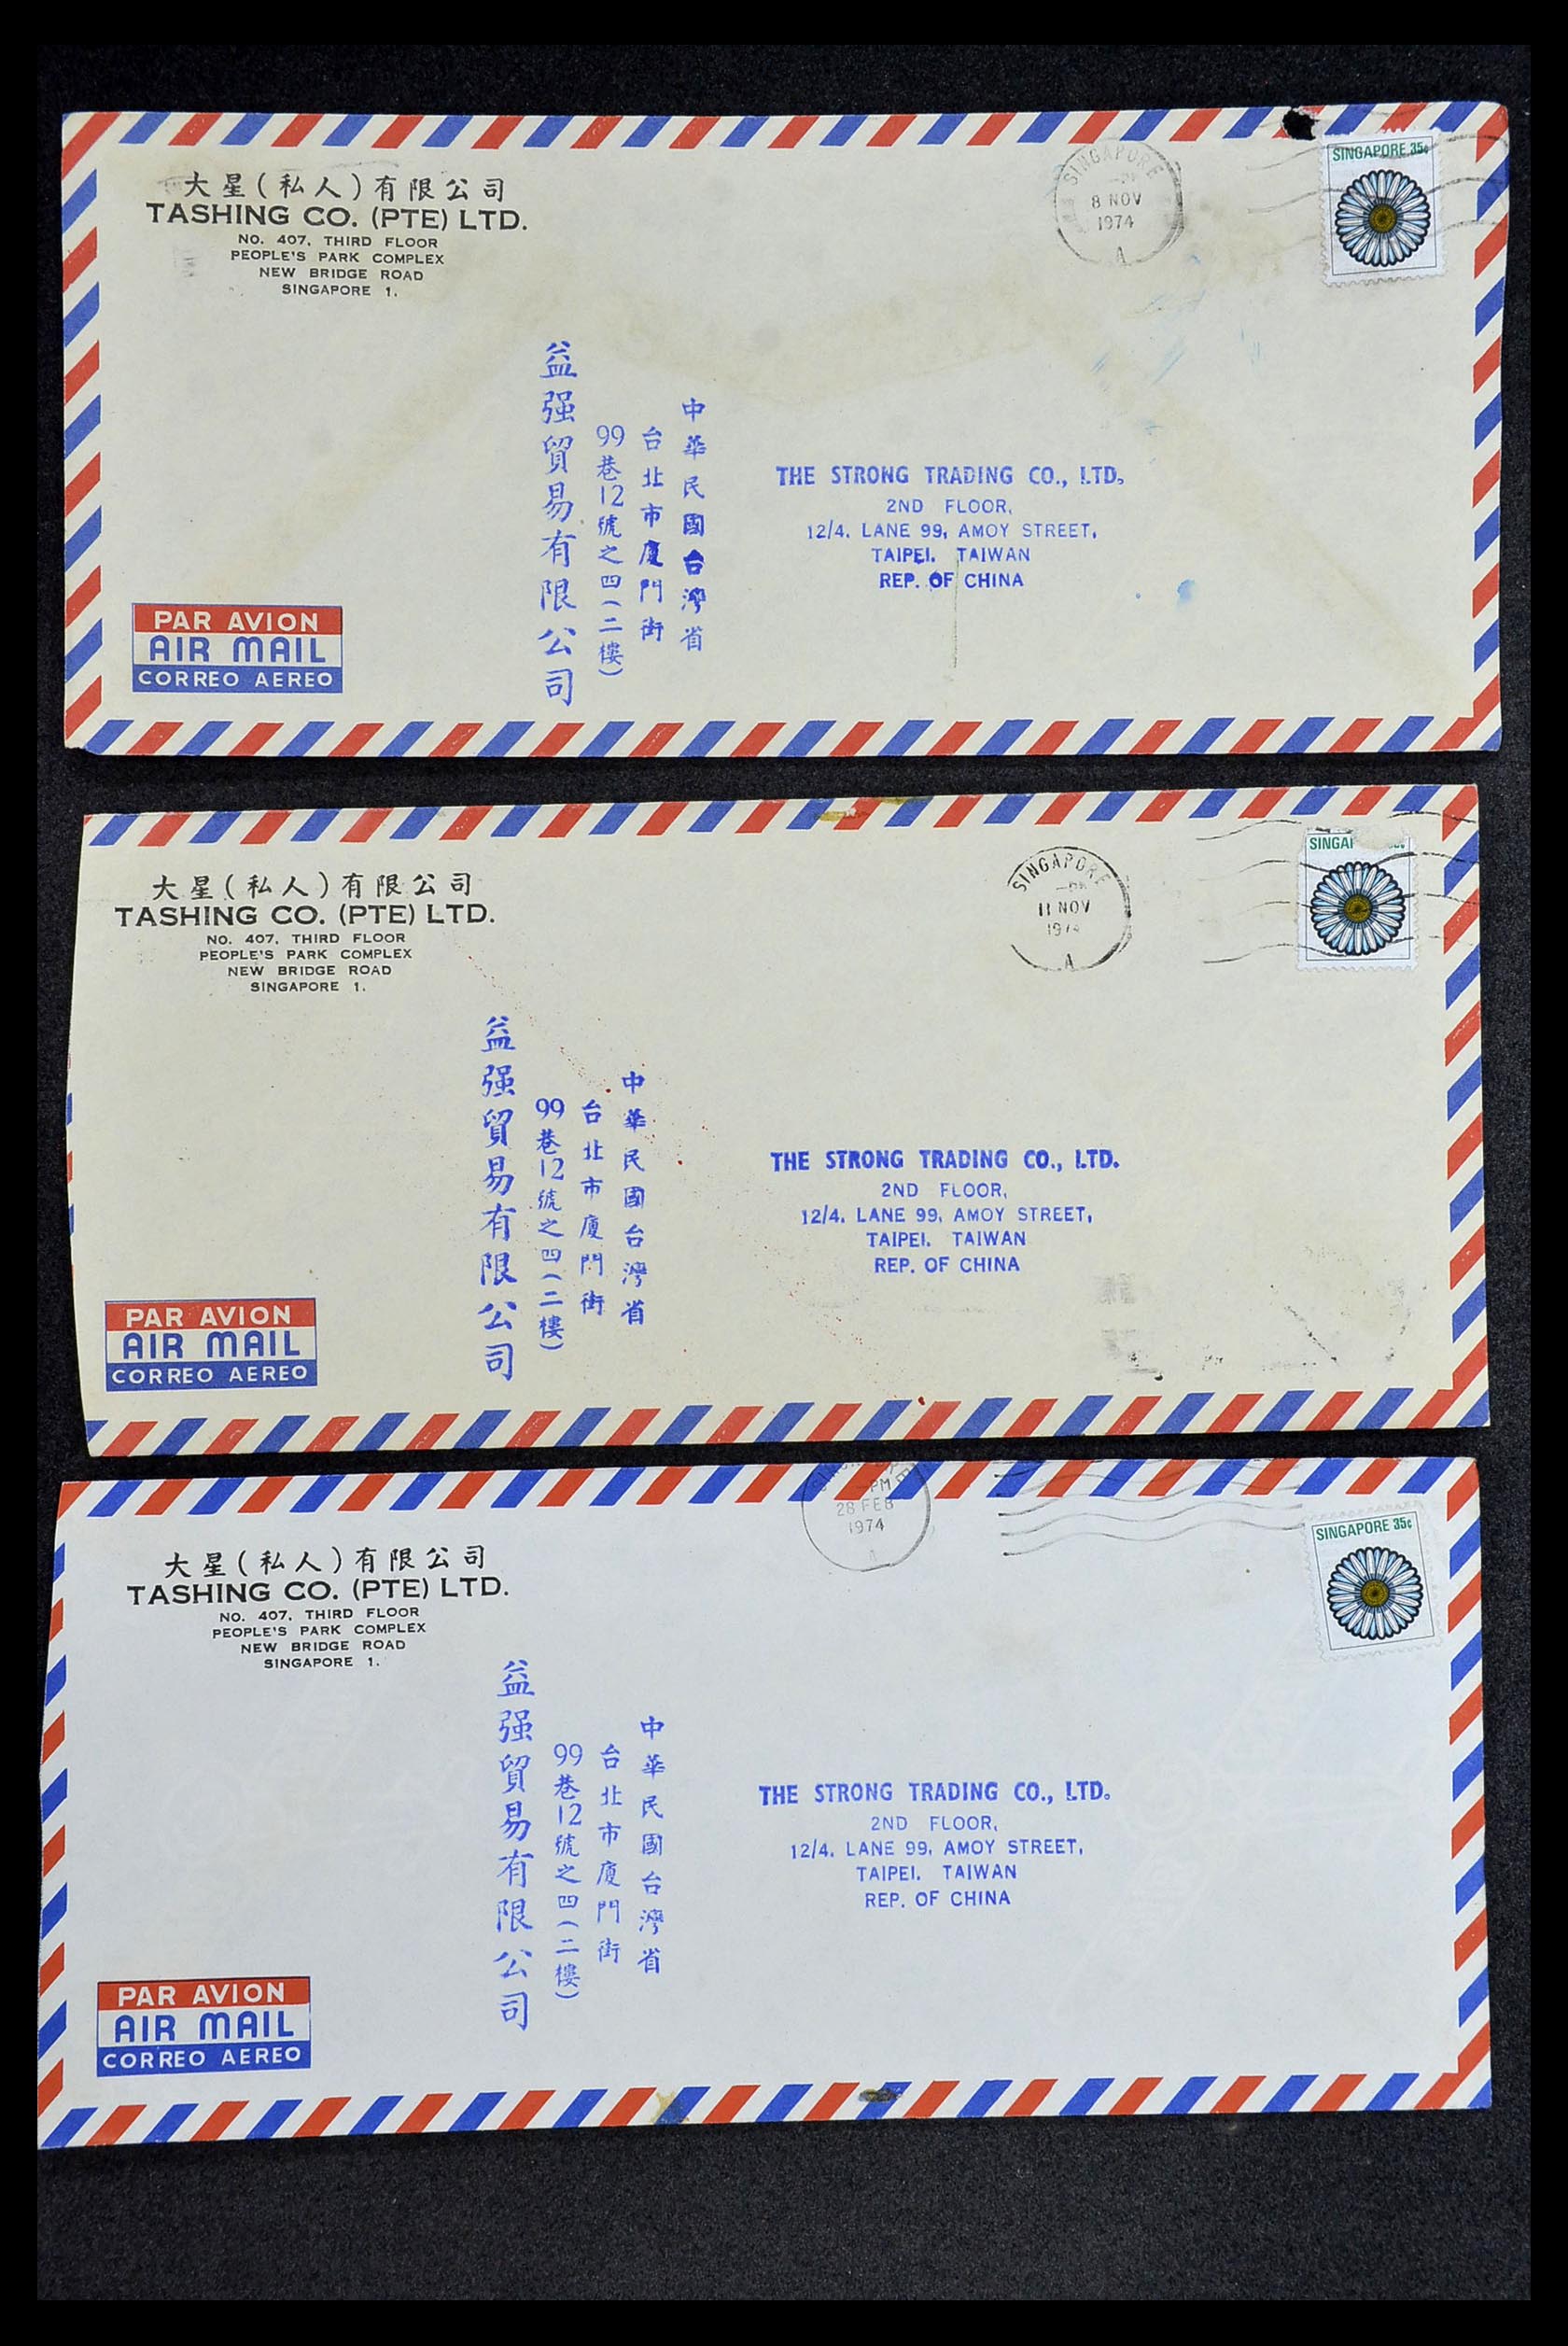 大星(私人)有限公司
TASHING CO. (PTE) LTD.
NO. 407, THIRD FLOOR
PEOPLE'S PARK COMPLEX
NEW BRIDGE ROAD
SINGAPORE 1.
SINGAPORE
8 NOV
1974
A
SINGAPORE 35c
中華民國台灣省
台北市廈門街
99巷12號之四(二樓)
益强貿易有限公司
THE STRONG TRADING CO., LTD.
2ND FLOOR,
12/4, LANE 99, AMOY STREET,
TAIPEI, TAIWAN
REP. OF CHINA
PAR AVION
AIR MAIL
CORREO AEREO
大星(私人)有限公司
TASHING CO. (PTE) LTD.
NO. 407, THIRD FLOOR
PEOPLE'S PARK COMPLEX
NEW BRIDGE ROAD
SINGAPORE 1.
SINGAPORE
PM
11 NOV
1974
A
SINGAP
中華民國台灣省
台北市廈門街
99巷12號之四(二樓)
益强貿易有限公司
THE STRONG TRADING CO., LTD.
2ND FLOOR,
12/4, LANE 99, AMOY STREET,
TAIPEI, TAIWAN
REP. OF CHINA
PAR AVION
AIR MAIL
CORREO AEREO
大星(私人)有限公司
TASHING CO. (PTE) LTD.
NO. 407, THIRD FLOOR
PEOPLE'S PARK COMPLEX
NEW BRIDGE ROAD
SINGAPORE 1.
PM
28 FEB
1974
A
SINGAPORE 35c
中華民國台灣省
台北市廈門街
99巷12號之四(二樓)
益强貿易有限公司
THE STRONG TRADING CO., LTD.
2ND FLOOR,
12/4, LANE 99, AMOY STREET,
TAIPEI, TAIWAN
REP. OF CHINA
PAR AVION
AIR MAIL
CORREO AEREO